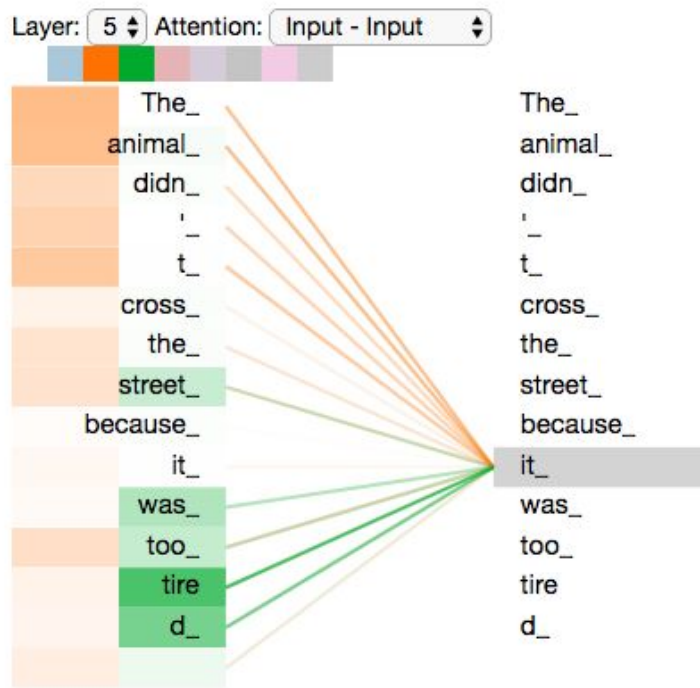 Layer: 5 Attention: Input - Input
The_ The_
animal_ animal_
didn_ didn_
'_ '_
t_ t_
cross_ cross_
the_ the_
street_ street_
because_ because_
it_ it_
was_ was_
too_ too_
tire tire
d_ d_